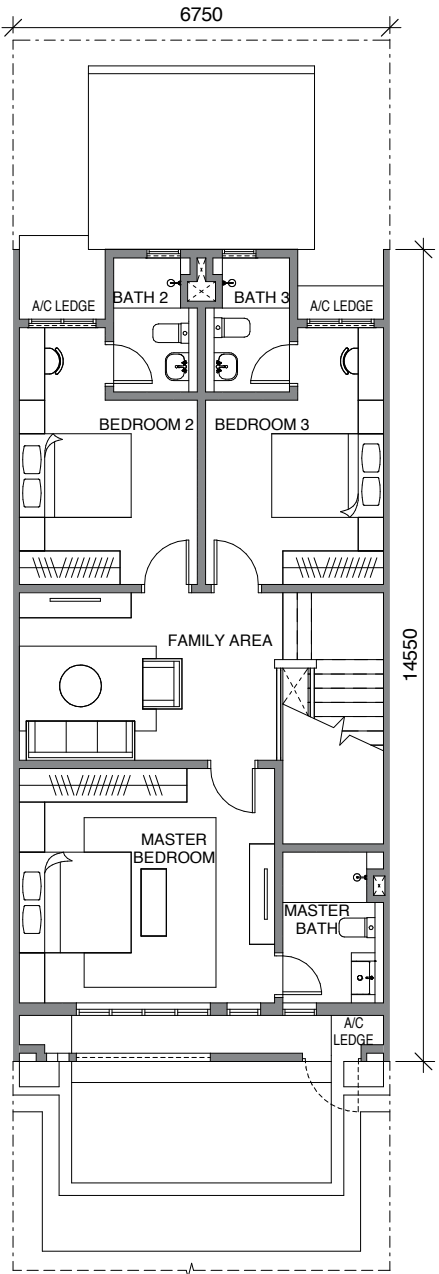 6750
BATH 2
BATH 3
A/C LEDGE
A/C LEDGE
BEDROOM 2
BEDROOM 3
FAMILY AREA
14550
MASTER
BEDROOM
MASTER
BATH
A/C
LEDGE